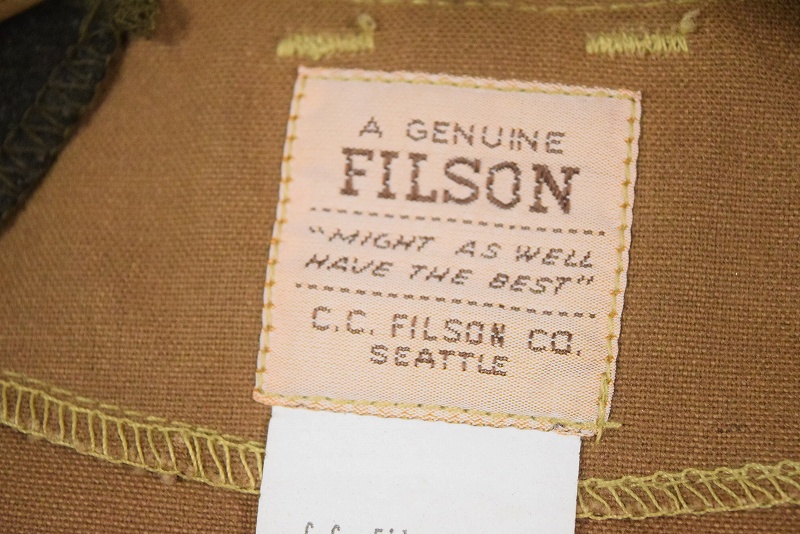 A GENUINE
FILSON
"MIGHT AS WELL
HAVE THE BEST"
C.C. FILSON CO.
SEATTLE